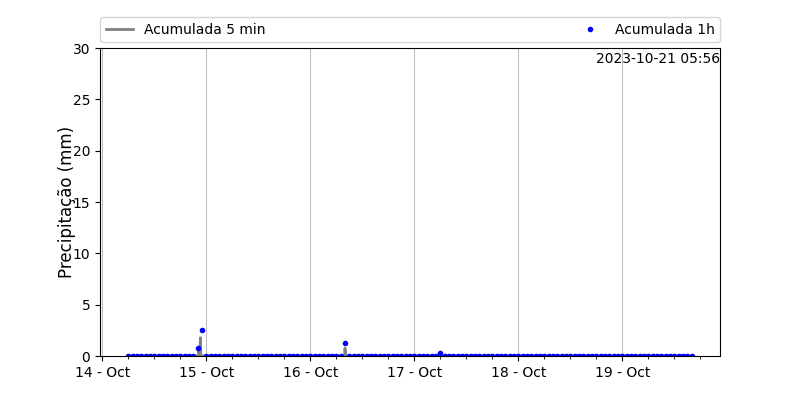 Acumulada 5 min
Acumulada 1h
2023-10-21 05:56
Precipitação (mm)
30
25
20
15
10
5
0
14 - Oct
15 - Oct
16 - Oct
17 - Oct
18 - Oct
19 - Oct